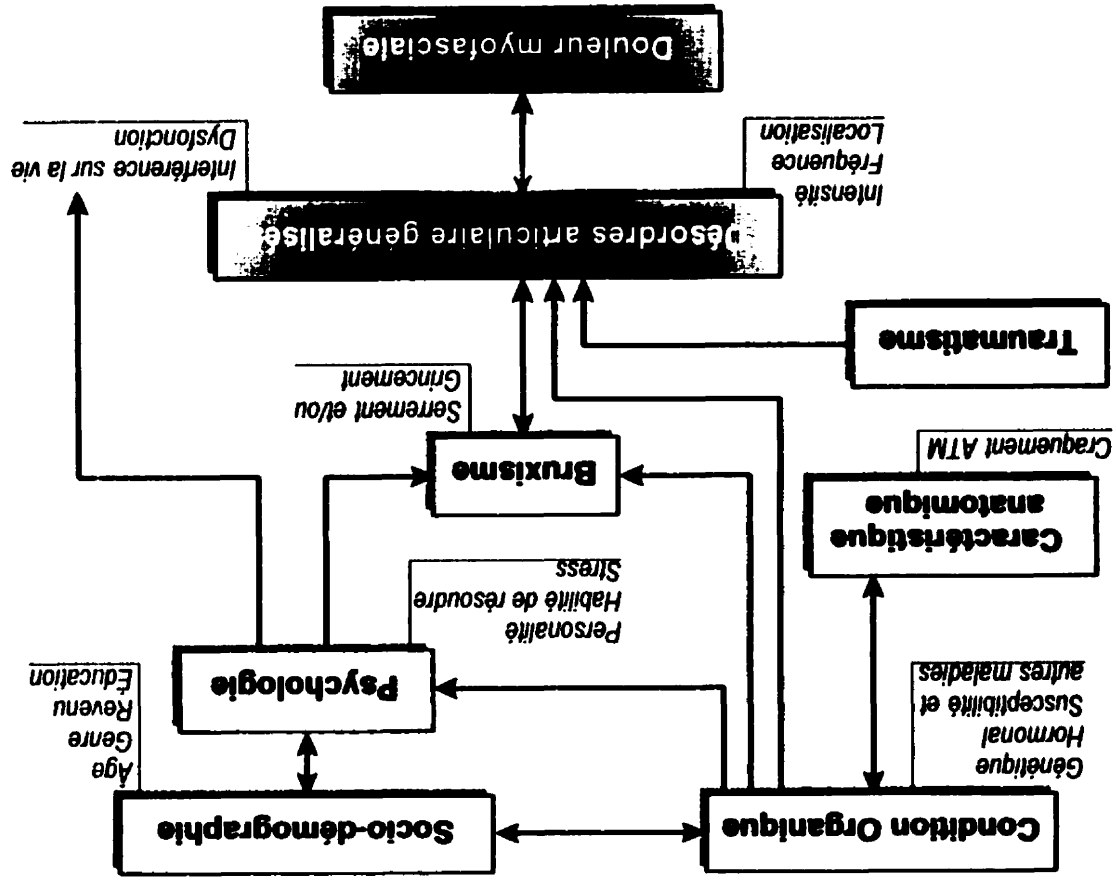 Condition Organique
Génétique
Hormonal
Susceptibilité et
autres maladies
Socio-démographie
Âge
Genre
Revenu
Éducation
Psychologie
Personalité
Habilité de résoudre
Stress
Caractéristique
anatomique
Craquement ATM
Bruxisme
Serrement et/ou
Grincement
Traumatisme
Désordres articulaire généralisé
Intensité
Fréquence
Localisation
Interférence sur la vie
Dysfonction
Douleur myofasciale